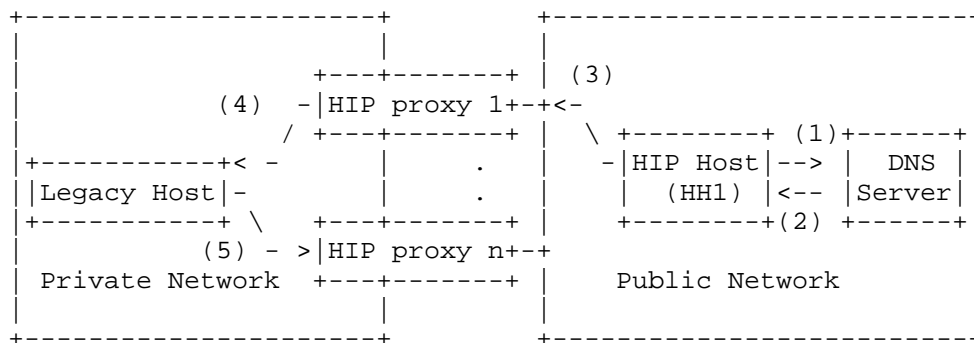 +---------------------+         +--------------------------
|                     |         |
|                 +---+-------+ | (3)
|           (4)  -|HIP proxy 1+-+<-
|               / +---+-------+ |  \ +--------+ (1)+------+
|+-----------+< -     |     .   |   -|HIP Host|--> | DNS |
||Legacy Host|-       |     .   |    | (HH1) |<-- |Server|
|+-----------+ \  +---+-------+ |    +--------+(2) +------+
|          (5) - >|HIP proxy n+-+
| Private Network +---+-------+ |   Public Network
|                     |         |
+---------------------+         +--------------------------